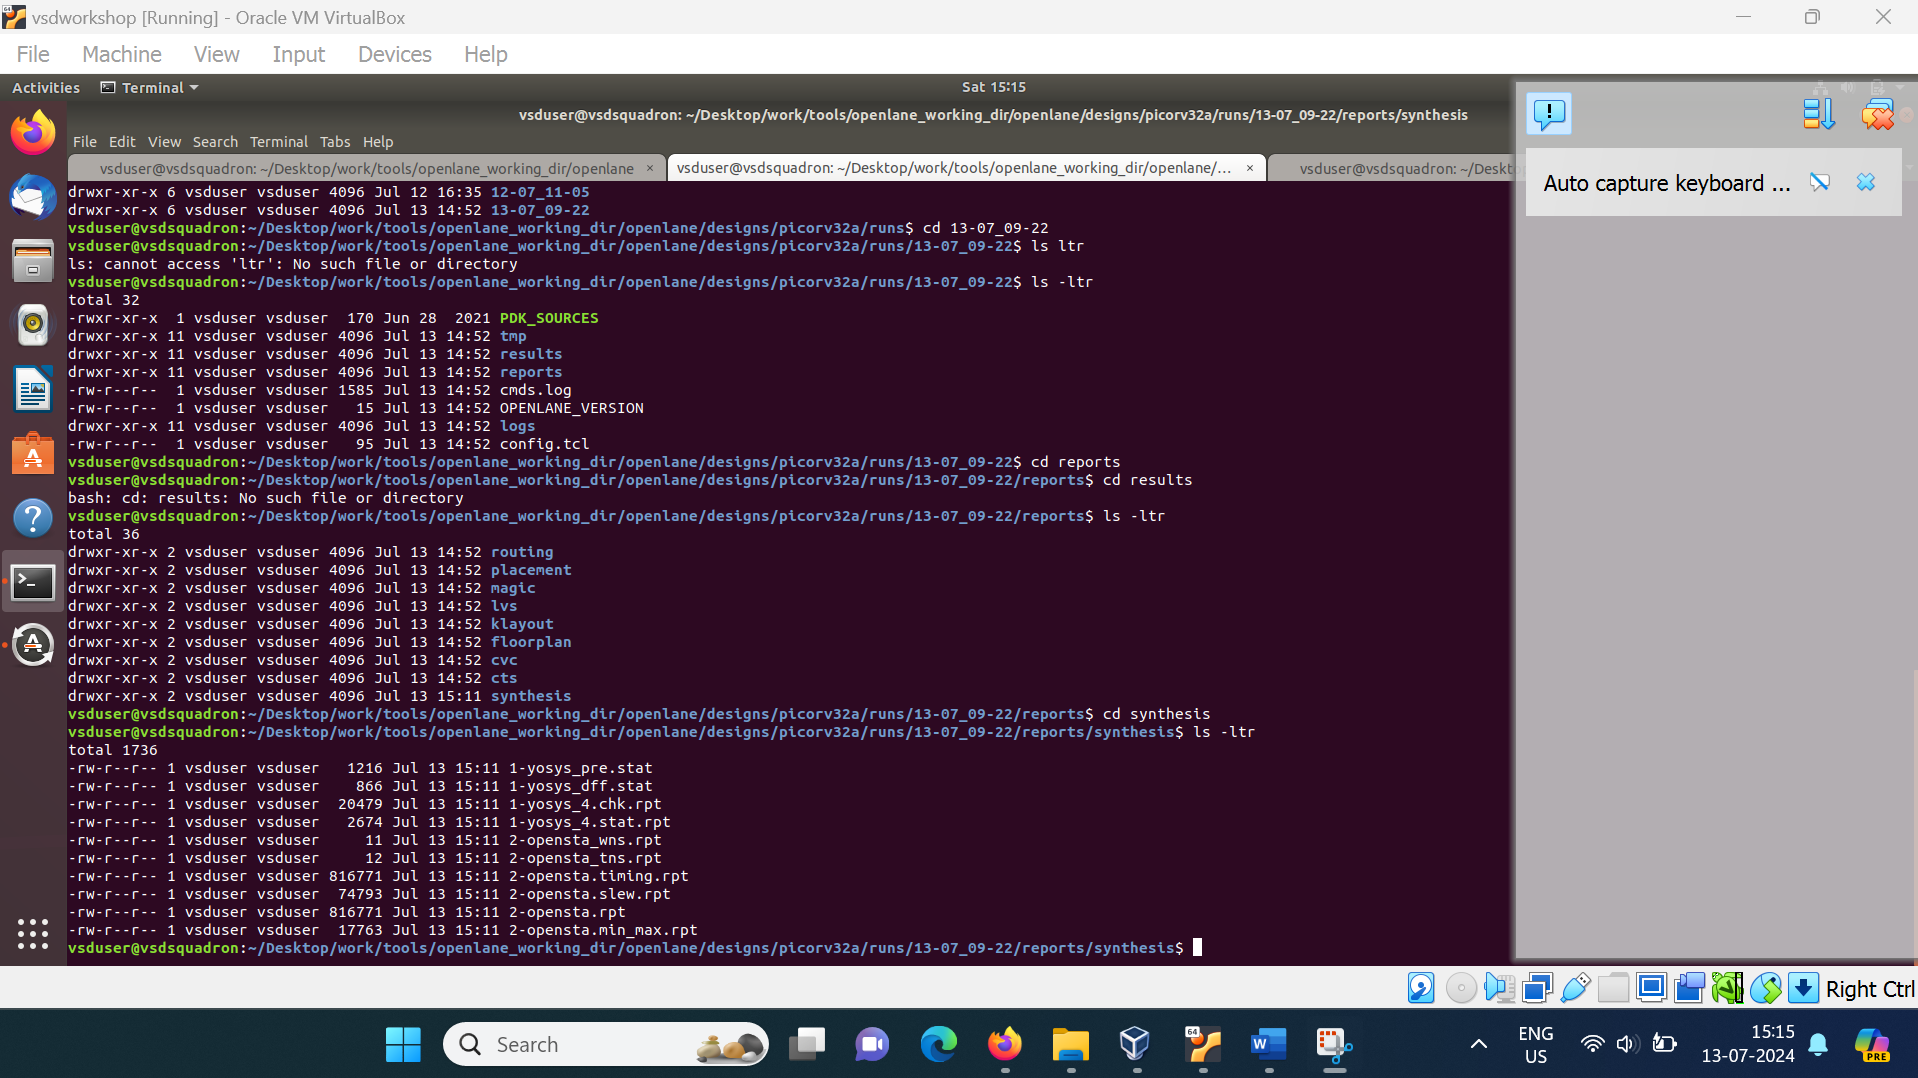 vsdworkshop [Running] - Oracle VM VirtualBox
File Machine View Input Devices Help
Activities Terminal Sat 15:15
vsduser@vsdsquadron: ~/Desktop/work/tools/openlane_working_dir/openlane/designs/picorv32a/runs/13-07_09-22/reports/synthesis
File Edit View Search Terminal Tabs Help
vsduser@vsdsquadron: ~/Desktop/work/tools/openlane_working_dir/openlane × vsduser@vsdsquadron: ~/Desktop/work/tools/openlane_working_dir/openlane/... × vsduser@vsdsquadron: ~/Deskto
Auto capture keyboard ...
drwxr-xr-x 6 vsduser vsduser 4096 Jul 12 16:35 12-07_11-05
drwxr-xr-x 6 vsduser vsduser 4096 Jul 13 14:52 13-07_09-22
vsduser@vsdsquadron:~/Desktop/work/tools/openlane_working_dir/openlane/designs/picorv32a/runs$ cd 13-07_09-22
vsduser@vsdsquadron:~/Desktop/work/tools/openlane_working_dir/openlane/designs/picorv32a/runs/13-07_09-22$ ls ltr
ls: cannot access 'ltr': No such file or directory
vsduser@vsdsquadron:~/Desktop/work/tools/openlane_working_dir/openlane/designs/picorv32a/runs/13-07_09-22$ ls -ltr
total 32
-rwxr-xr-x 1 vsduser vsduser 170 Jun 28 2021 PDK_SOURCES
drwxr-xr-x 11 vsduser vsduser 4096 Jul 13 14:52 tmp
drwxr-xr-x 11 vsduser vsduser 4096 Jul 13 14:52 results
drwxr-xr-x 11 vsduser vsduser 4096 Jul 13 14:52 reports
-rw-r--r-- 1 vsduser vsduser 1585 Jul 13 14:52 cmds.log
-rw-r--r-- 1 vsduser vsduser 15 Jul 13 14:52 OPENLANE_VERSION
drwxr-xr-x 11 vsduser vsduser 4096 Jul 13 14:52 logs
-rw-r--r-- 1 vsduser vsduser 95 Jul 13 14:52 config.tcl
vsduser@vsdsquadron:~/Desktop/work/tools/openlane_working_dir/openlane/designs/picorv32a/runs/13-07_09-22$ cd reports
vsduser@vsdsquadron:~/Desktop/work/tools/openlane_working_dir/openlane/designs/picorv32a/runs/13-07_09-22/reports$ cd results
bash: cd: results: No such file or directory
vsduser@vsdsquadron:~/Desktop/work/tools/openlane_working_dir/openlane/designs/picorv32a/runs/13-07_09-22/reports$ ls -ltr
total 36
drwxr-xr-x 2 vsduser vsduser 4096 Jul 13 14:52 routing
drwxr-xr-x 2 vsduser vsduser 4096 Jul 13 14:52 placement
drwxr-xr-x 2 vsduser vsduser 4096 Jul 13 14:52 magic
drwxr-xr-x 2 vsduser vsduser 4096 Jul 13 14:52 lvs
drwxr-xr-x 2 vsduser vsduser 4096 Jul 13 14:52 klayout
drwxr-xr-x 2 vsduser vsduser 4096 Jul 13 14:52 floorplan
drwxr-xr-x 2 vsduser vsduser 4096 Jul 13 14:52 cvc
drwxr-xr-x 2 vsduser vsduser 4096 Jul 13 14:52 cts
drwxr-xr-x 2 vsduser vsduser 4096 Jul 13 15:11 synthesis
vsduser@vsdsquadron:~/Desktop/work/tools/openlane_working_dir/openlane/designs/picorv32a/runs/13-07_09-22/reports$ cd synthesis
vsduser@vsdsquadron:~/Desktop/work/tools/openlane_working_dir/openlane/designs/picorv32a/runs/13-07_09-22/reports/synthesis$ ls -ltr
total 1736
-rw-r--r-- 1 vsduser vsduser 1216 Jul 13 15:11 1-yosys_pre.stat
-rw-r--r-- 1 vsduser vsduser 866 Jul 13 15:11 1-yosys_dff.stat
-rw-r--r-- 1 vsduser vsduser 20479 Jul 13 15:11 1-yosys_4.chk.rpt
-rw-r--r-- 1 vsduser vsduser 2674 Jul 13 15:11 1-yosys_4.stat.rpt
-rw-r--r-- 1 vsduser vsduser 11 Jul 13 15:11 2-opensta_wns.rpt
-rw-r--r-- 1 vsduser vsduser 12 Jul 13 15:11 2-opensta_tns.rpt
-rw-r--r-- 1 vsduser vsduser 816771 Jul 13 15:11 2-opensta.timing.rpt
-rw-r--r-- 1 vsduser vsduser 74793 Jul 13 15:11 2-opensta.slew.rpt
-rw-r--r-- 1 vsduser vsduser 816771 Jul 13 15:11 2-opensta.rpt
-rw-r--r-- 1 vsduser vsduser 17763 Jul 13 15:11 2-opensta.min_max.rpt
vsduser@vsdsquadron:~/Desktop/work/tools/openlane_working_dir/openlane/designs/picorv32a/runs/13-07_09-22/reports/synthesis$
Right Ctrl
Search
64
W
ENG
US
15:15
13-07-2024
PRE